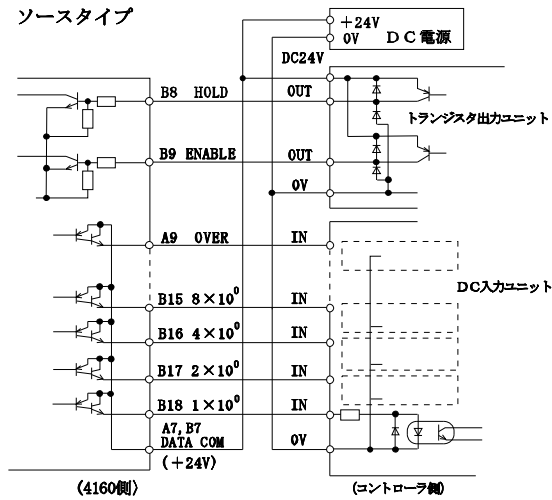 ソースタイプ
＋24V
0V
ＤＣ電源
DC24V
B8 HOLD
OUT
トランジスタ出力ユニット
B9 ENABLE
OUT
0V
A9 OVER
IN
DC入力ユニット
B15 8×10⁰
IN
B16 4×10⁰
IN
B17 2×10⁰
IN
B18 1×10⁰
IN
A7,B7
DATA COM
0V
(＋24V)
(4160側)
(コントローラ側)